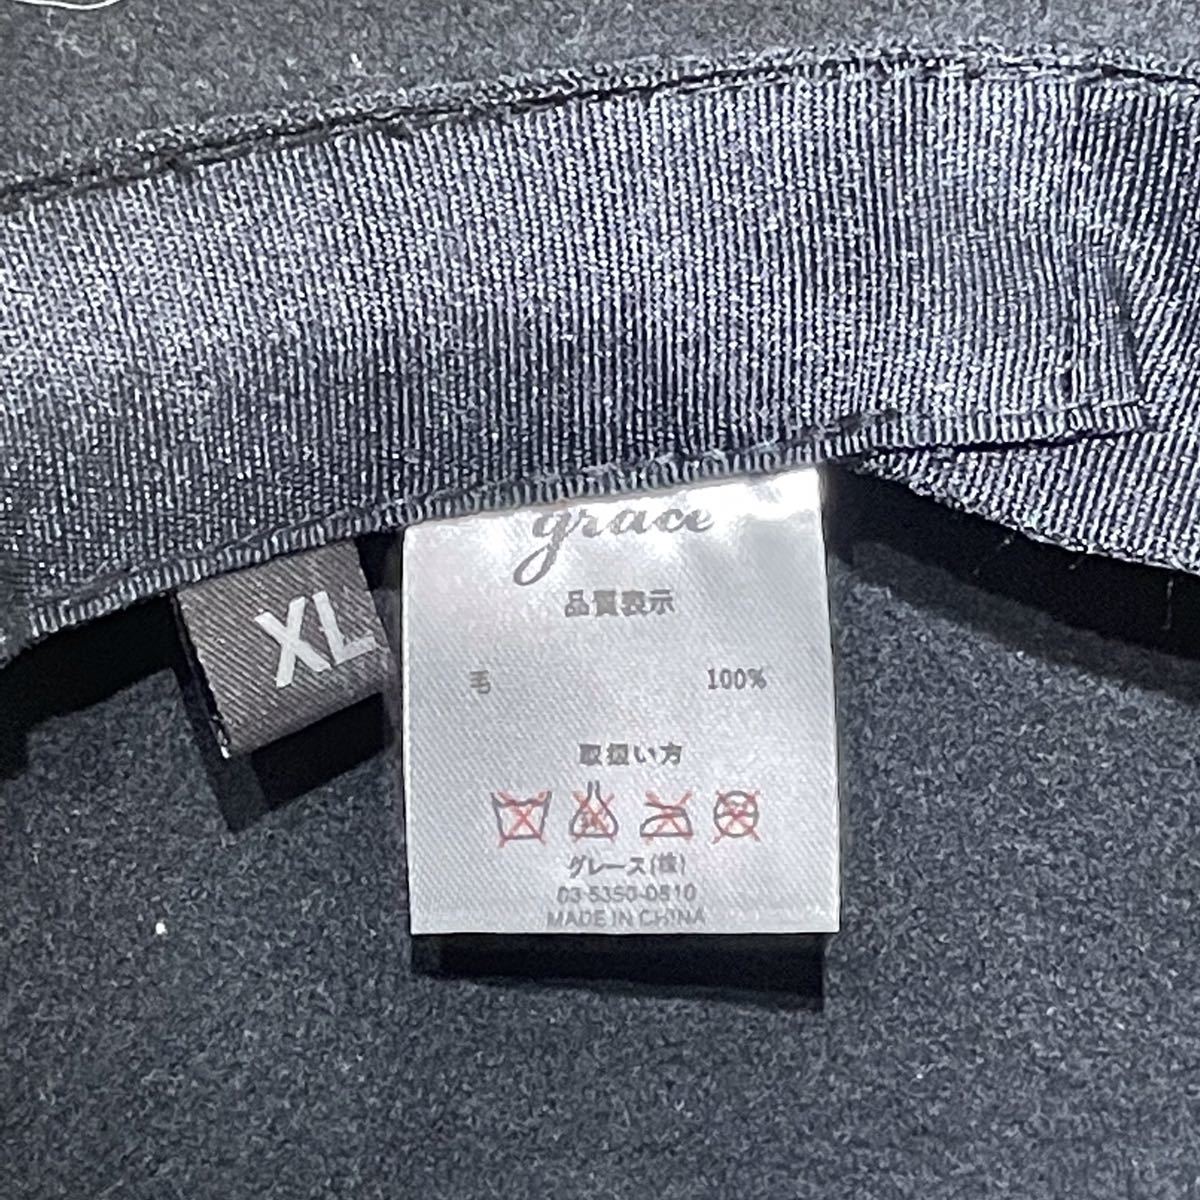 grace
品質表示
毛 100%
取扱い方
グレース(株)
03-5350-0810
MADE IN CHINA
XL